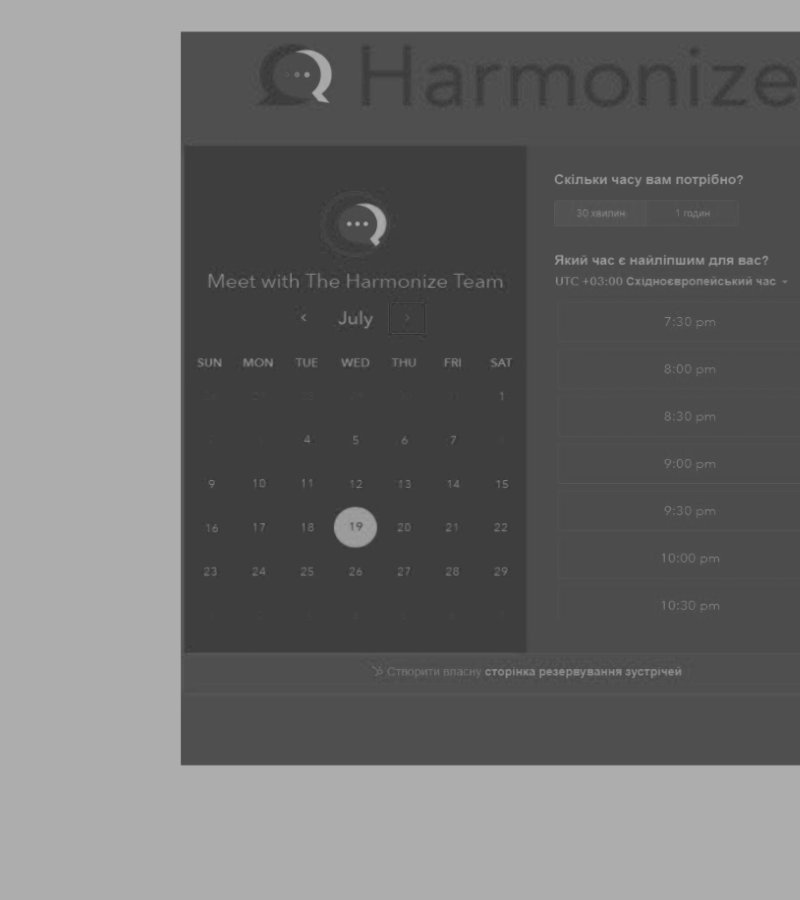 Harmonize
Meet with The Harmonize Team
July
SUN MON TUE WED THU FRI SAT
1
4 5 6 7
9 10 11 12 13 14 15
16 17 18 19 20 21 22
23 24 25 26 27 28 29
Скільки часу вам потрібно?
30 хвилин 1 годин
Який час є найліпшим для вас?
UTC +03:00 Східноєвропейський час
7:30 pm
8:00 pm
8:30 pm
9:00 pm
9:30 pm
10:00 pm
10:30 pm
Створити власну сторінка резервування зустрічей